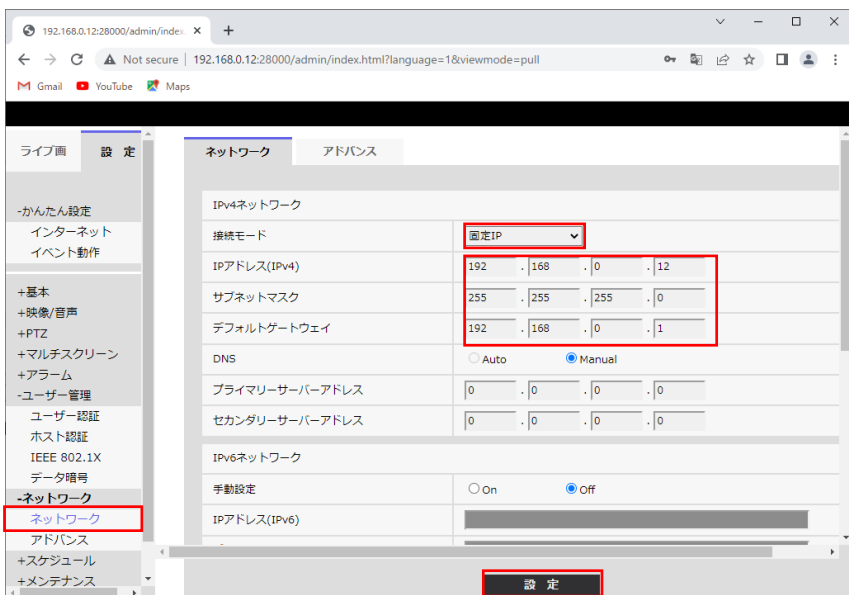 192.168.0.12:28000/admin/index
Not secure 192.168.0.12:28000/admin/index.html?language=1&viewmode=pull
Gmail YouTube Maps
ライブ画 設 定
-かんたん設定
インターネット
イベント動作
+基本
+映像/音声
+PTZ
+マルチスクリーン
+アラーム
-ユーザー管理
ユーザー認証
ホスト認証
IEEE 802.1X
データ暗号
-ネットワーク
ネットワーク
アドバンス
+スケジュール
+メンテナンス
ネットワーク アドバンス
IPv4ネットワーク
接続モード 固定IP
IPアドレス(IPv4) 192 . 168 . 0 . 12
サブネットマスク 255 . 255 . 255 . 0
デフォルトゲートウェイ 192 . 168 . 0 . 1
DNS Auto Manual
プライマリーサーバーアドレス 0 . 0 . 0 . 0
セカンダリーサーバーアドレス 0 . 0 . 0 . 0
IPv6ネットワーク
手動設定 On Off
IPアドレス(IPv6)
設 定